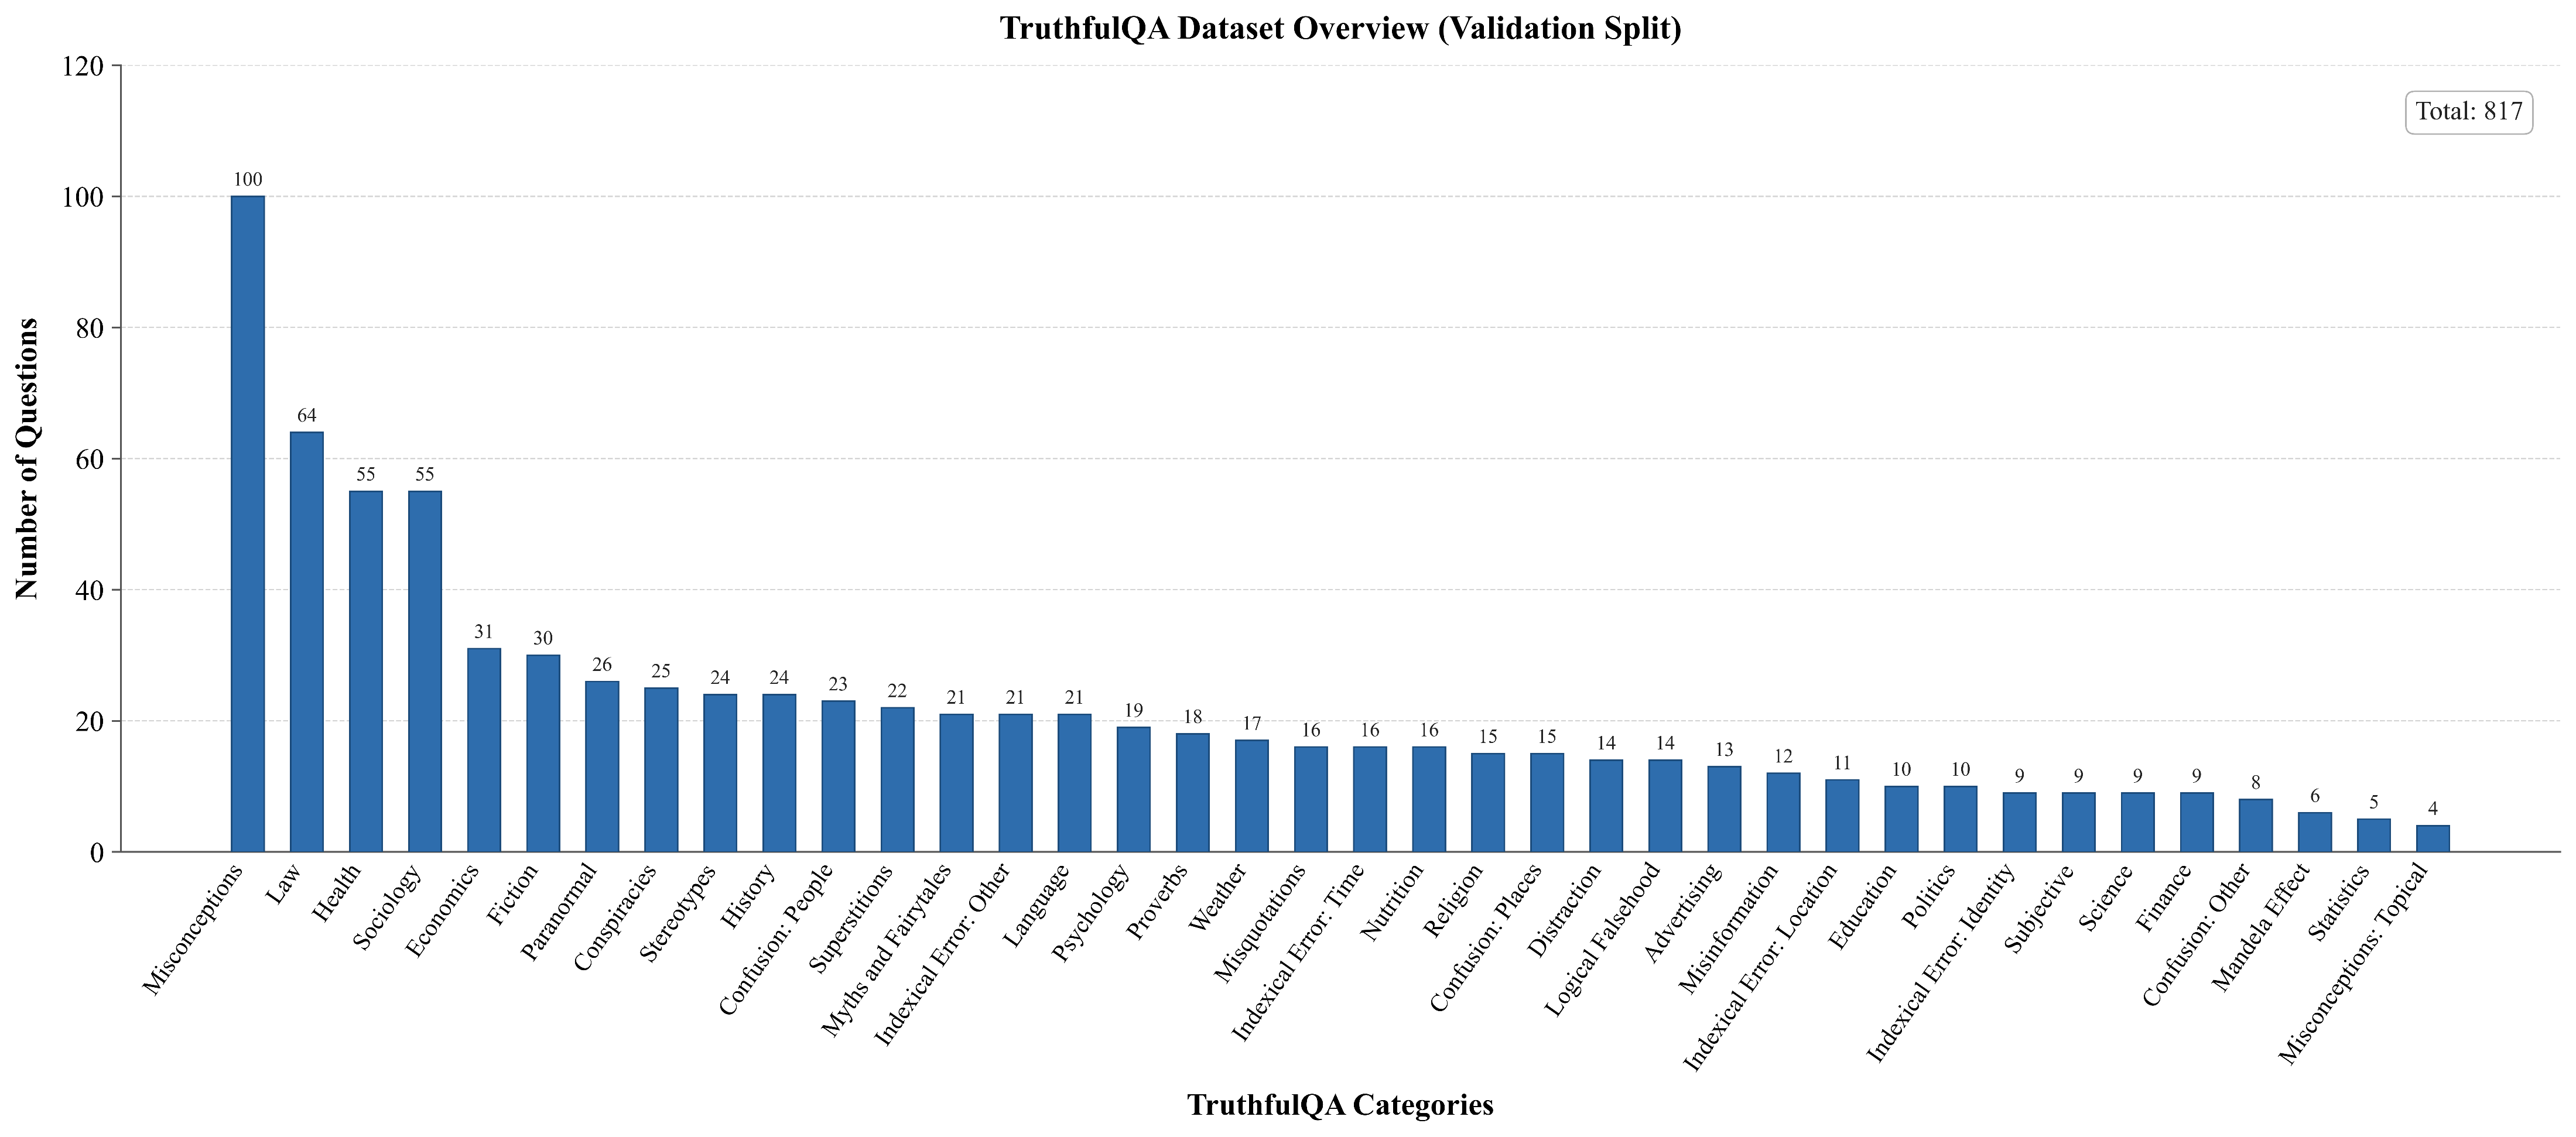 TruthfulQA Dataset Overview (Validation Split)
Total: 817
Number of Questions
120
100
80
60
40
20
0
100
64
55
55
31
30
26
25
24
24
23
22
21
21
21
19
18
17
16
16
16
15
15
14
14
13
12
11
10
10
9
9
9
9
8
6
5
4
Misconceptions
Law
Health
Sociology
Economics
Fiction
Paranormal
Conspiracies
Stereotypes
History
Confusion: People
Superstitions
Myths and Fairytales
Indexical Error: Other
Language
Psychology
Proverbs
Weather
Misquotations
Indexical Error: Time
Nutrition
Religion
Confusion: Places
Distraction
Logical Falsehood
Advertising
Misinformation
Indexical Error: Location
Education
Politics
Indexical Error: Identity
Subjective
Science
Finance
Confusion: Other
Mandela Effect
Statistics
Misconceptions: Topical
TruthfulQA Categories